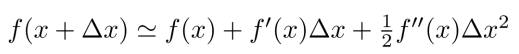 f(x + Δx) ≃ f(x) + f′(x)Δx + ½f′′(x)Δx²